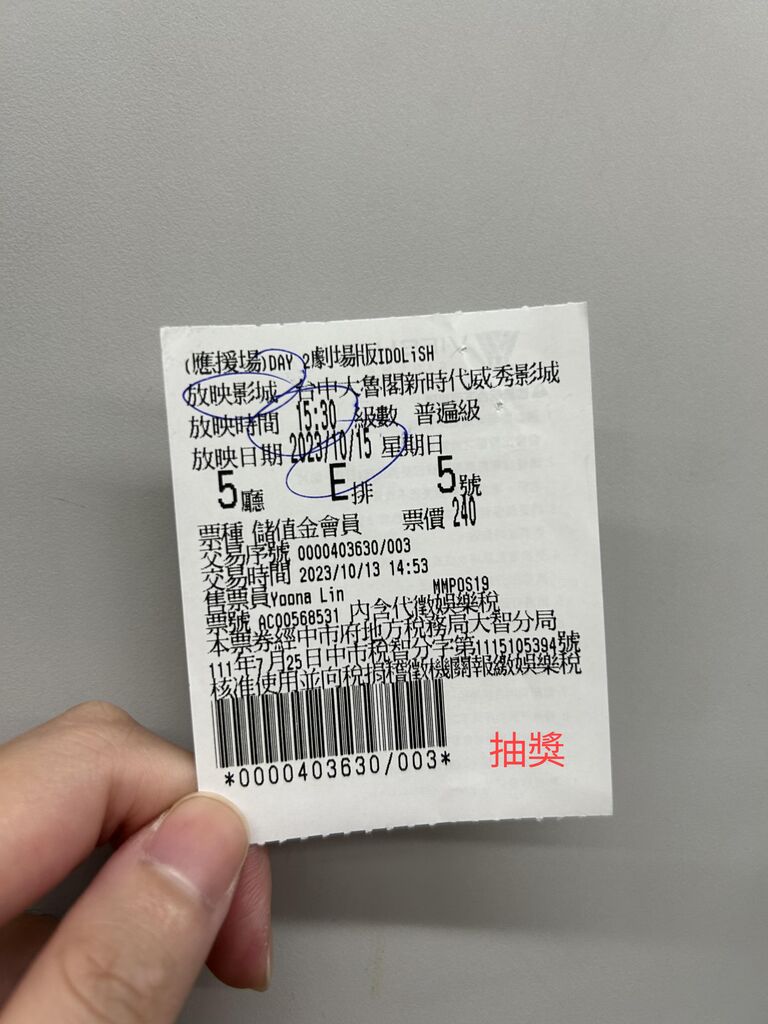 (應援場)DAY 2劇場版IDOLiSH
放映影城 台中大魯閣新時代威秀影城
放映時間 15:30 級數 普遍級
放映日期 2023/10/15 星期日
5廳 E排 5號
票種 儲值金會員 票價 240
交易序號 0000403630/003
交易時間 2023/10/13 14:53
售票員Yoona Lin MMPOS19
票號 AC00568531 內含代徵娛樂稅
本票券經中市府地方稅務局大智分局
111年7月25日中市稅智分字第1115105394號
核准使用並向稅捐稽徵機關報繳娛樂稅
*0000403630/003*
抽獎